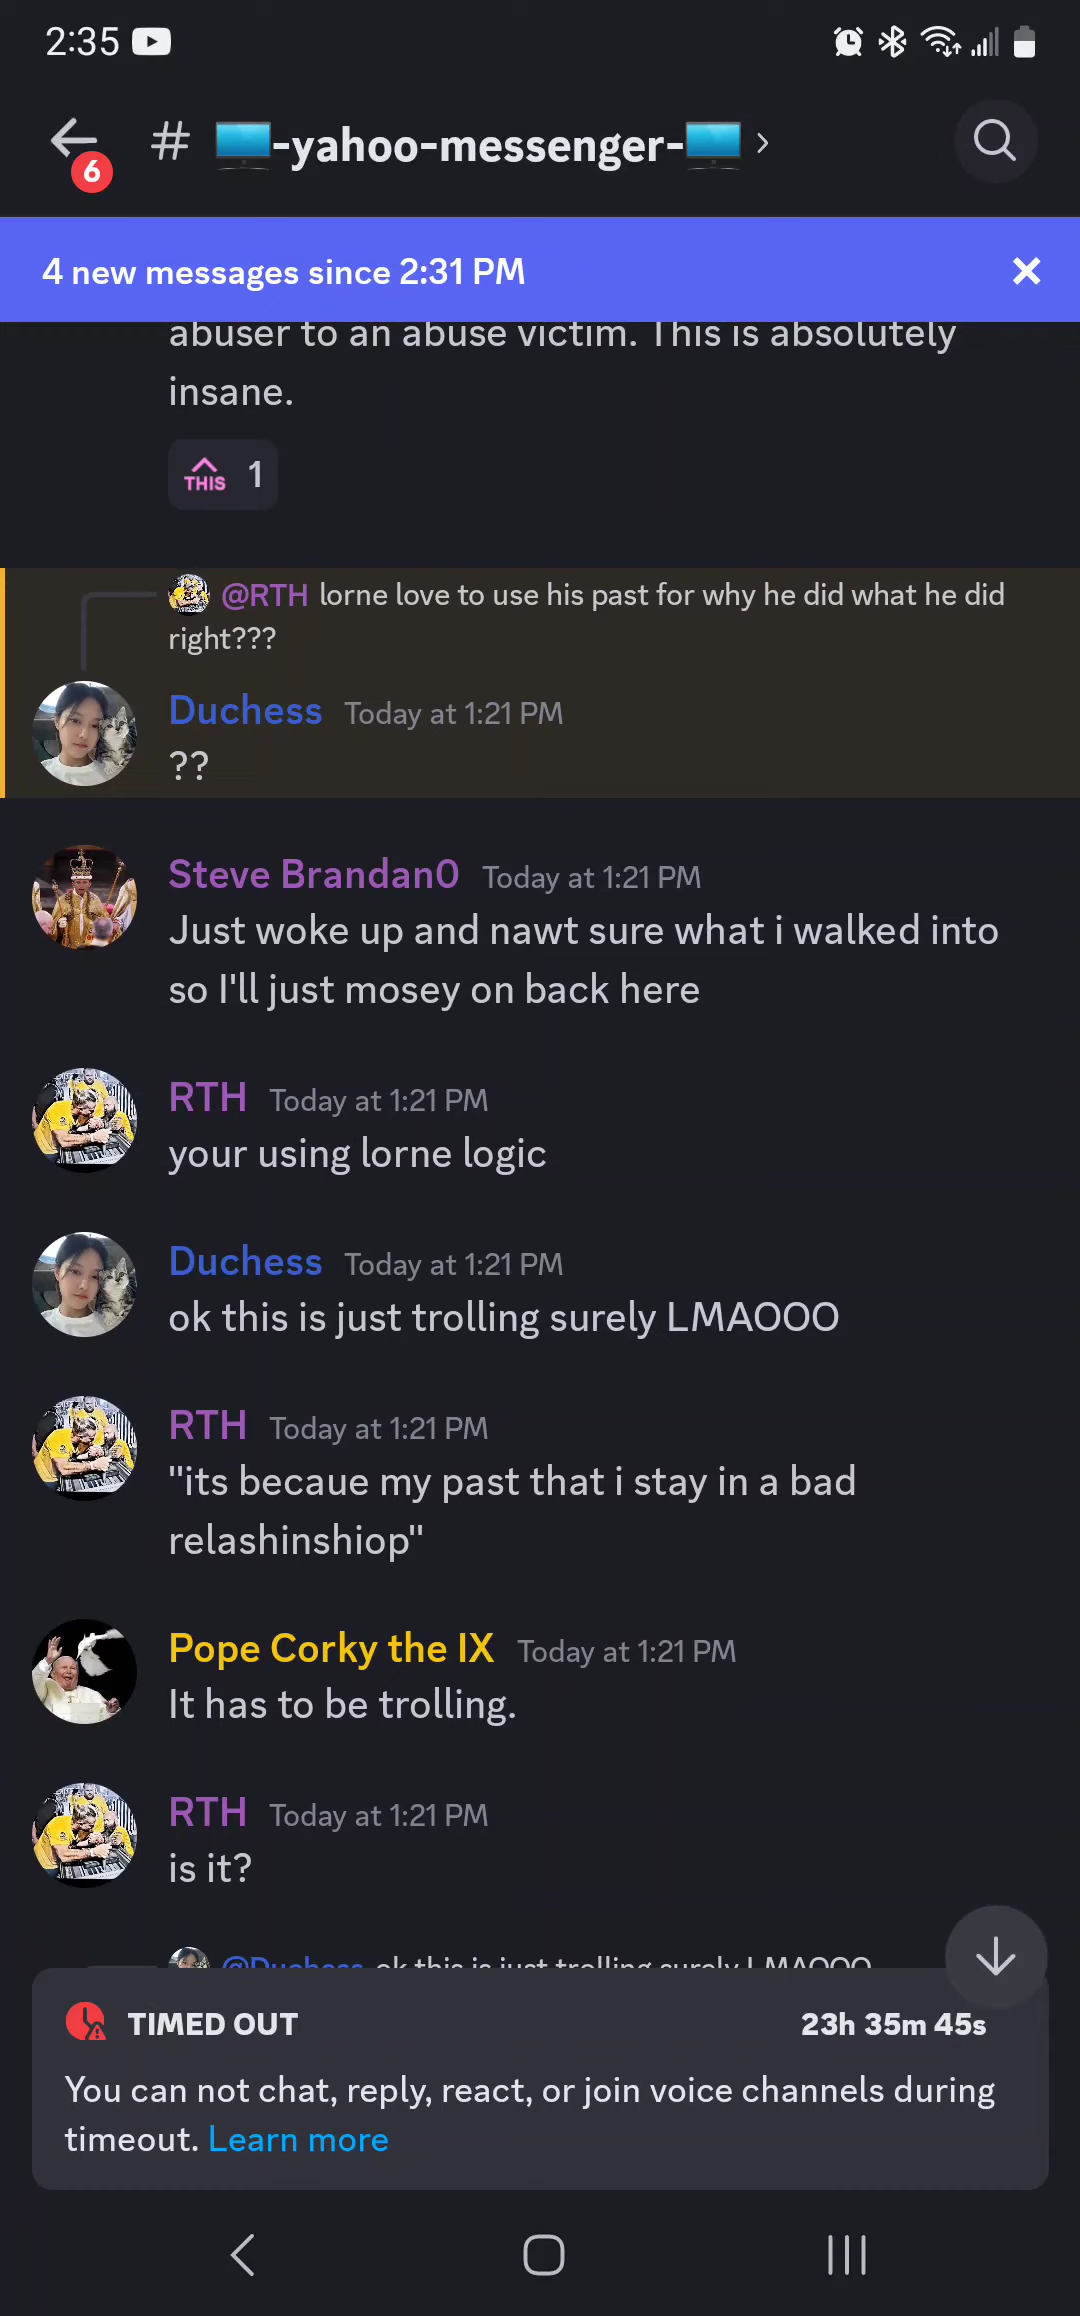 2:35
# 🖥️-yahoo-messenger-🖥️ >
6
4 new messages since 2:31 PM
abuser to an abuse victim. This is absolutely
insane.
THIS 1
@RTH lorne love to use his past for why he did what he did
right???
Duchess Today at 1:21 PM
??
Steve Brandan0 Today at 1:21 PM
Just woke up and nawt sure what i walked into
so I'll just mosey on back here
RTH Today at 1:21 PM
your using lorne logic
Duchess Today at 1:21 PM
ok this is just trolling surely LMAOOO
RTH Today at 1:21 PM
"its becaue my past that i stay in a bad
relashinshiop"
Pope Corky the IX Today at 1:21 PM
It has to be trolling.
RTH Today at 1:21 PM
is it?
@Duchess ok this is just trolling surely LMAOOO
TIMED OUT 23h 35m 45s
You can not chat, reply, react, or join voice channels during
timeout. Learn more